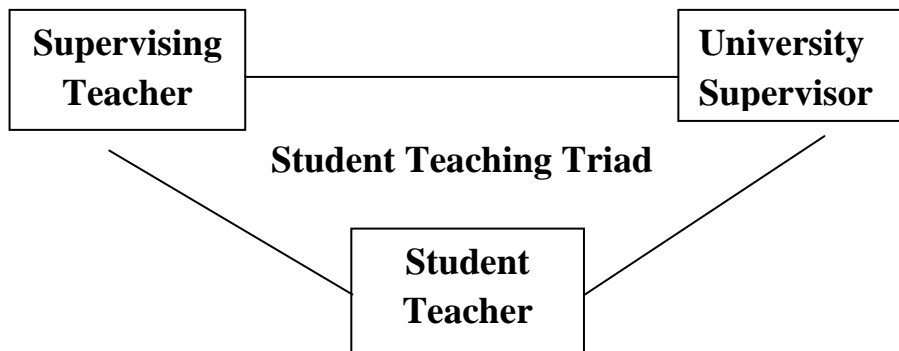 Supervising
Teacher
University
Supervisor
Student Teaching Triad
Student
Teacher